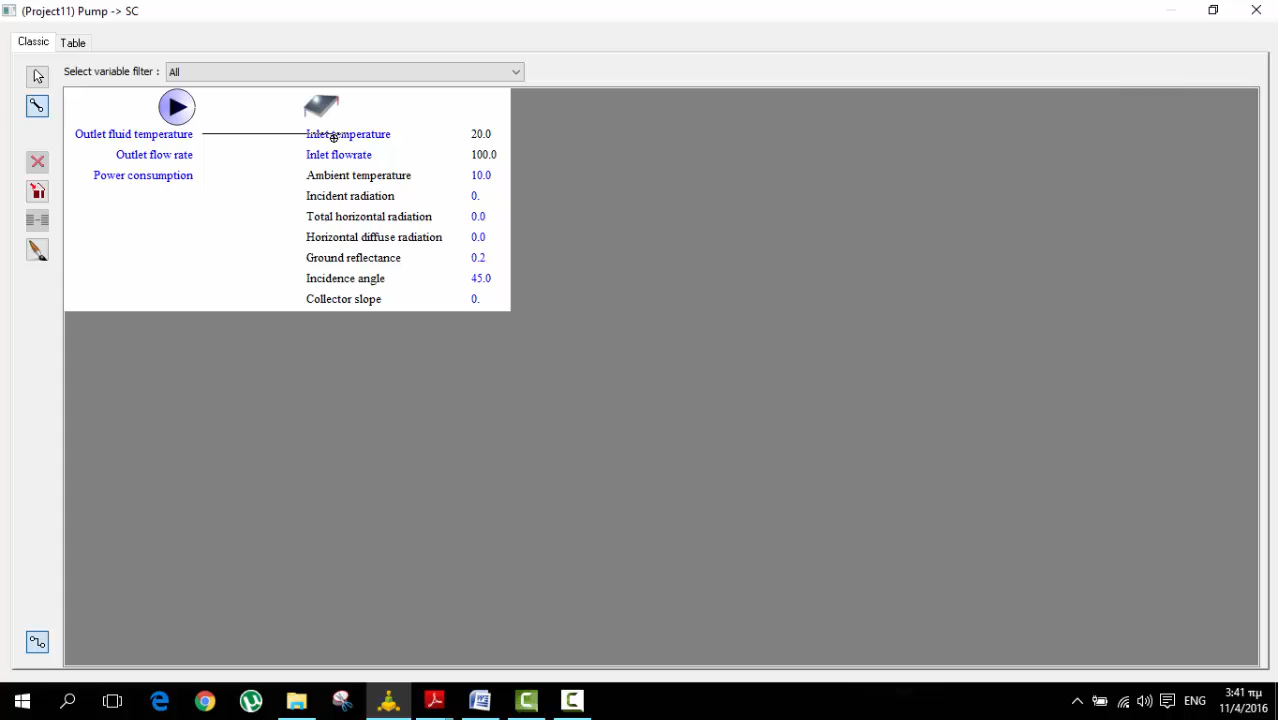 (Project11) Pump -> SC
Classic Table
Select variable filter : All
Outlet fluid temperature Inlet temperature 20.0
Outlet flow rate Inlet flowrate 100.0
Power consumption Ambient temperature 10.0
Incident radiation 0.
Total horizontal radiation 0.0
Horizontal diffuse radiation 0.0
Ground reflectance 0.2
Incidence angle 45.0
Collector slope 0.
ENG 3:41 πμ
11/4/2016